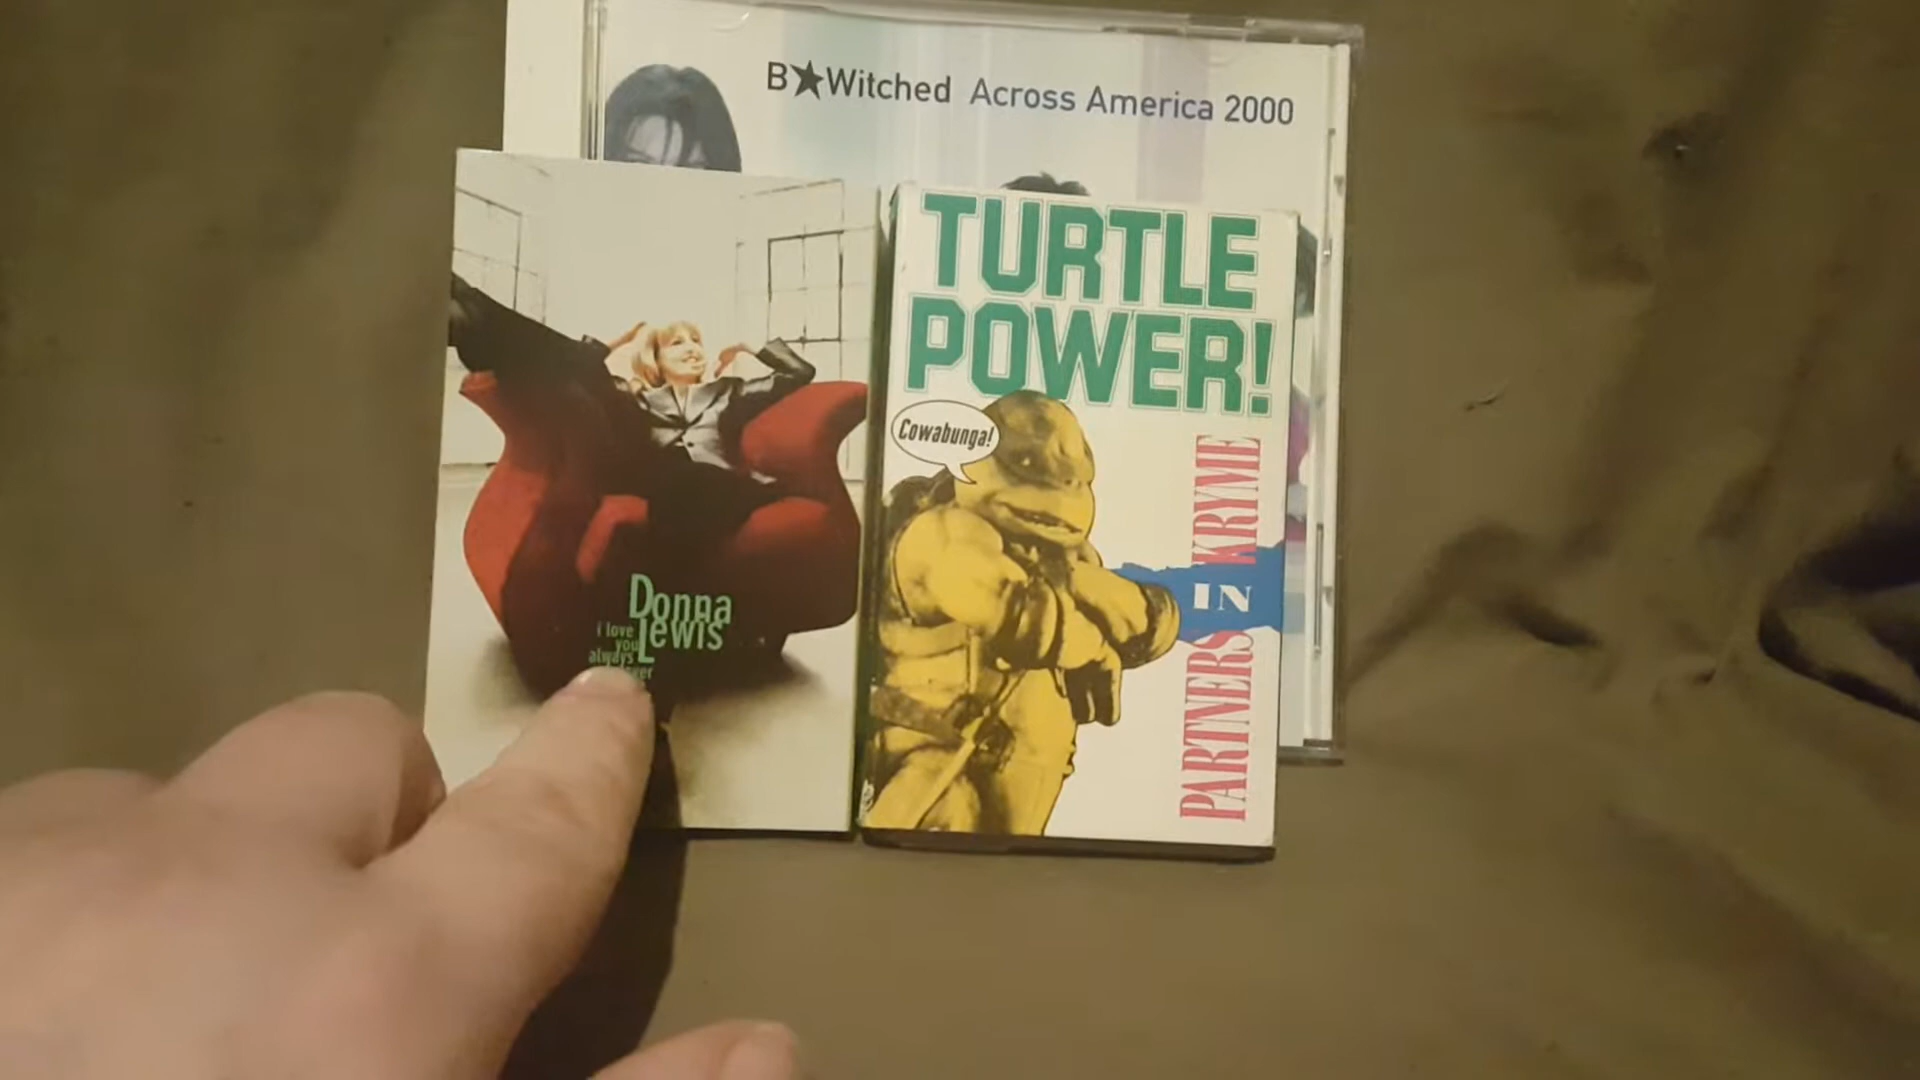 B★Witched Across America 2000
Donna
Lewis
i love
you
always
TURTLE
POWER!
Cowabunga!
PARTNERS IN KRYME